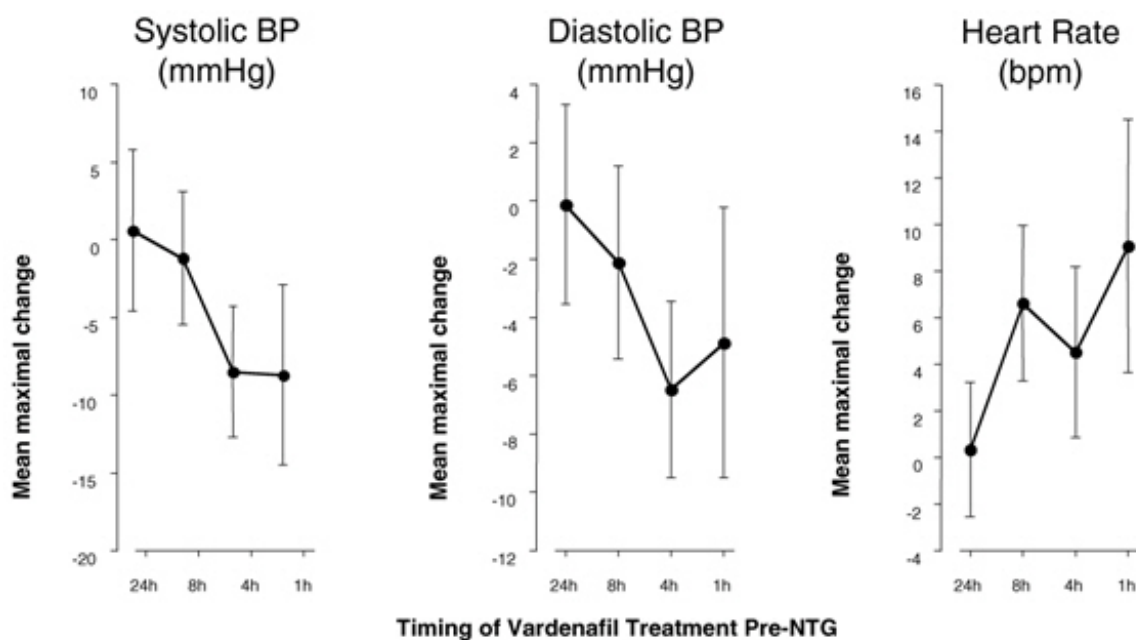 Systolic BP
(mmHg)
10
5
0
-5
-10
-15
-20
Mean maximal change
24h 8h 4h 1h
Diastolic BP
(mmHg)
4
2
0
-2
-4
-6
-8
-10
-12
Mean maximal change
24h 8h 4h 1h
Heart Rate
(bpm)
16
14
12
10
8
6
4
2
0
-2
-4
Mean maximal change
24h 8h 4h 1h
Timing of Vardenafil Treatment Pre-NTG